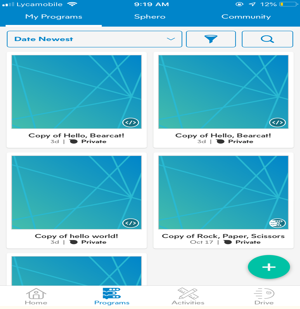 Lycamobile 9:19 AM 12%
My Programs Sphero Community
Date Newest
</>
</>
Copy of Hello, Bearcat! Copy of Hello, Bearcat!
3d | Private 3d | Private
</>
Copy of hello world! Copy of Rock, Paper, Scissors
3d | Private Oct 17 | Private
+
Home Programs Activities Drive